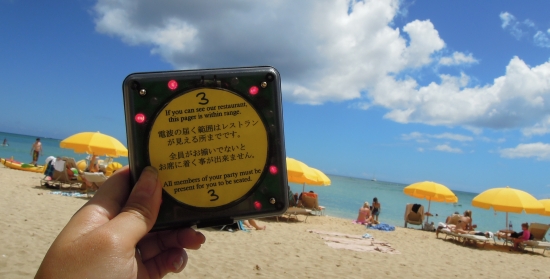 3
If you can see our restaurant,
this pager is within range.
電波の届く範囲はレストラン
が見える所までです。
全員がお揃いでないと
お席に着く事が出来ません。
All members of your party must be
present for you to be seated.
3